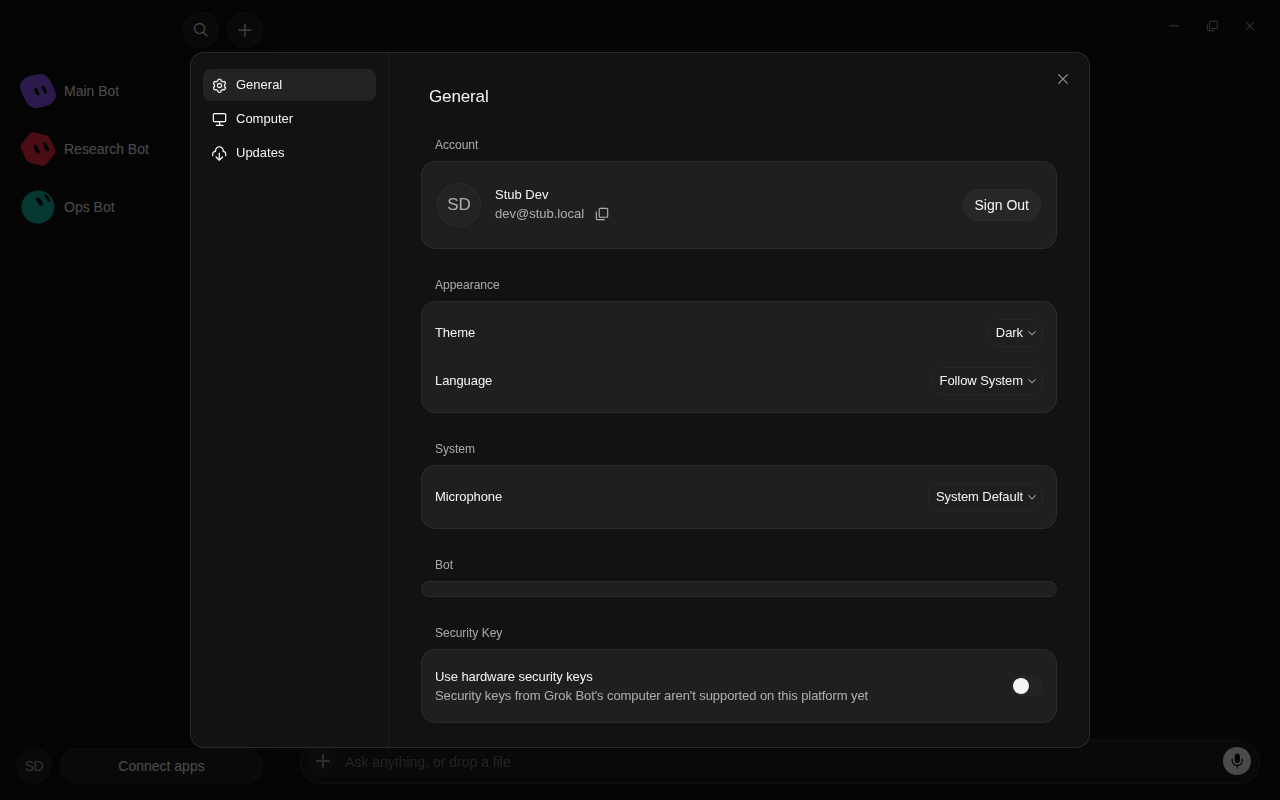 Main Bot
Research Bot
Ops Bot
SD
Connect apps
General
Computer
Updates
General
Account
SD
Stub Dev
dev@stub.local
Sign Out
Appearance
Theme
Dark
Language
Follow System
System
Microphone
System Default
Bot
Security Key
Use hardware security keys
Security keys from Grok Bot's computer aren't supported on this platform yet
Ask anything, or drop a file